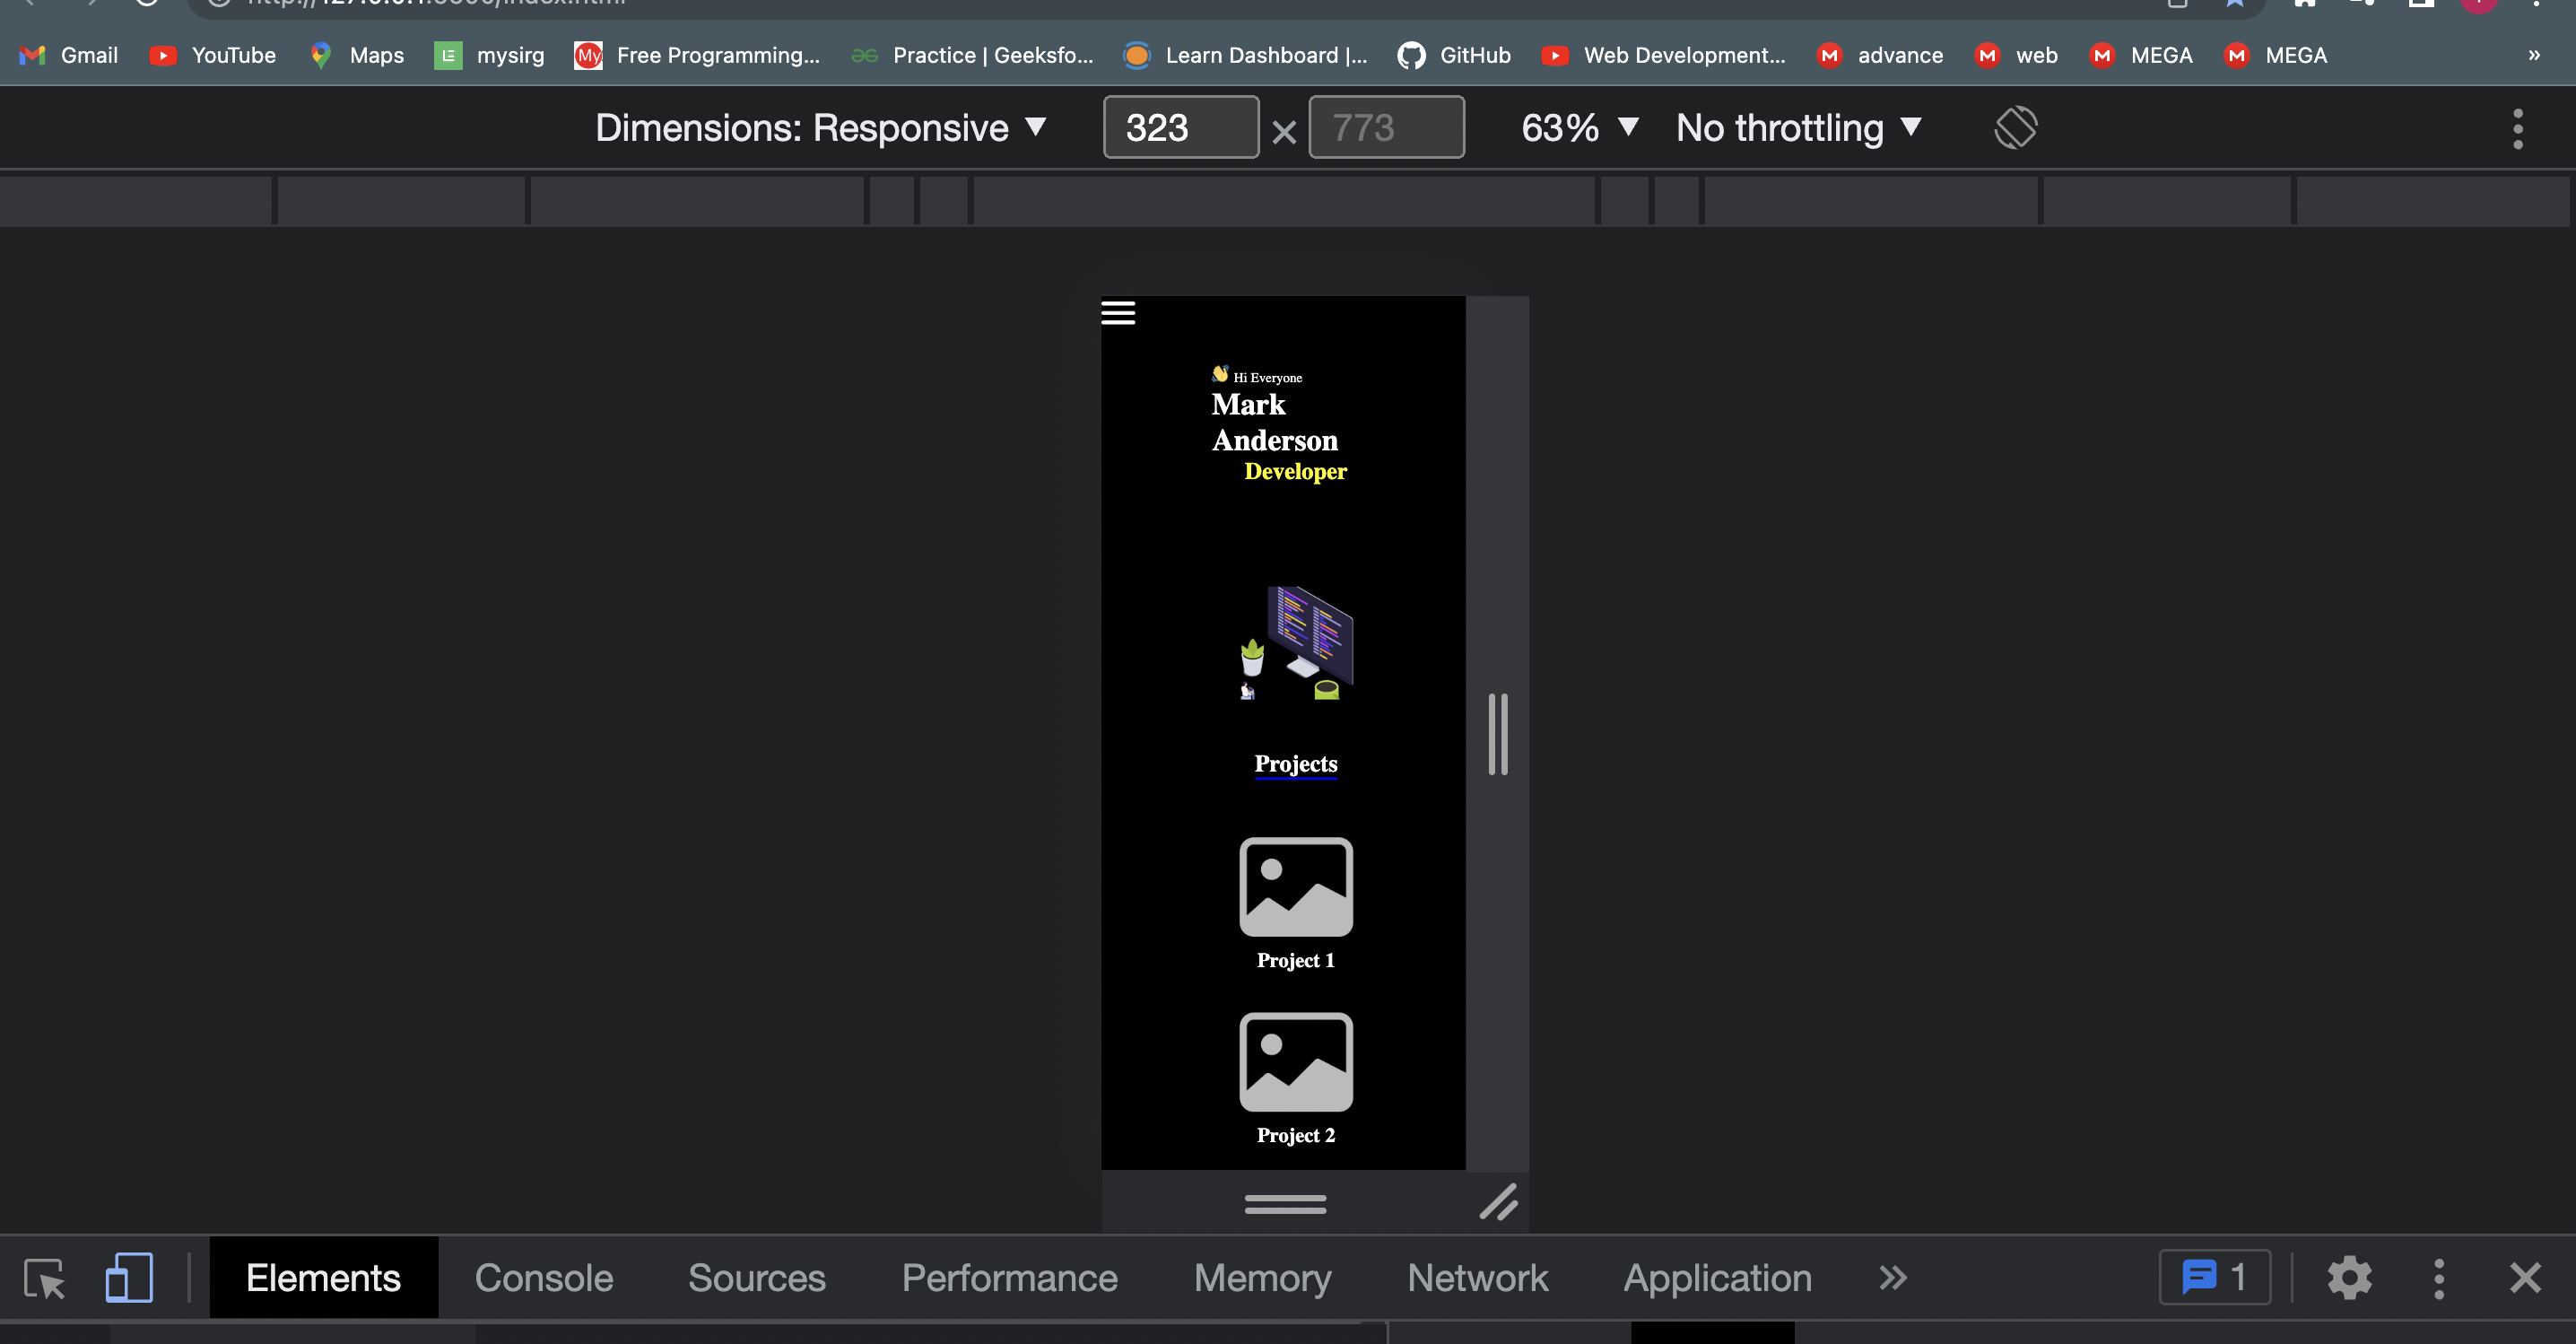 Gmail YouTube Maps mysirg Free Programming... Practice | Geeksfo... Learn Dashboard |... GitHub Web Development... advance web MEGA MEGA »
Dimensions: Responsive 323 × 773 63% No throttling
Hi Everyone
Mark
Anderson
Developer
Projects
Project 1
Project 2
Elements Console Sources Performance Memory Network Application » 1